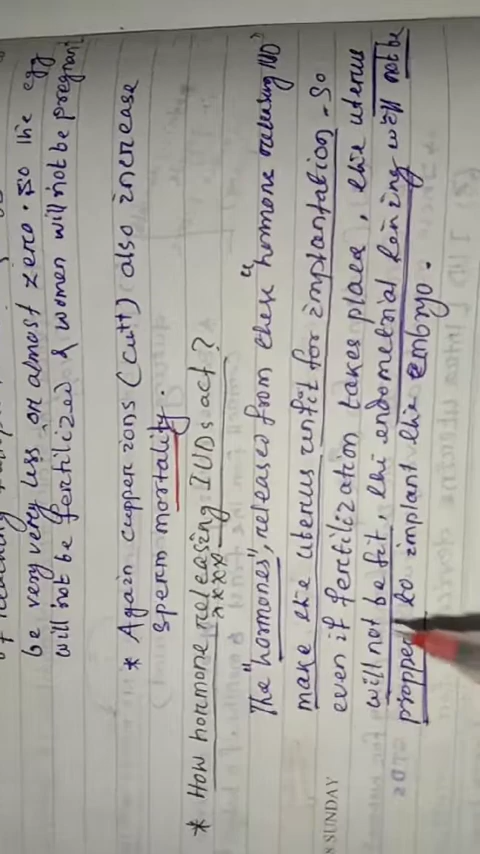 be very very less or almost zero. so the egg
will not be fertilized & women will not be pregnant
* Again cupper ions (cu++) also increase
sperm mortality.
* How hormone releasing IUDs act?
The "hormones", released from these "hormone releasing IUD"
make the uterus unfit for implantation. So
even if fertilization takes place, the uterus
will not be fit, the endometrial lining will not be
to implant the embryo.
SUNDAY